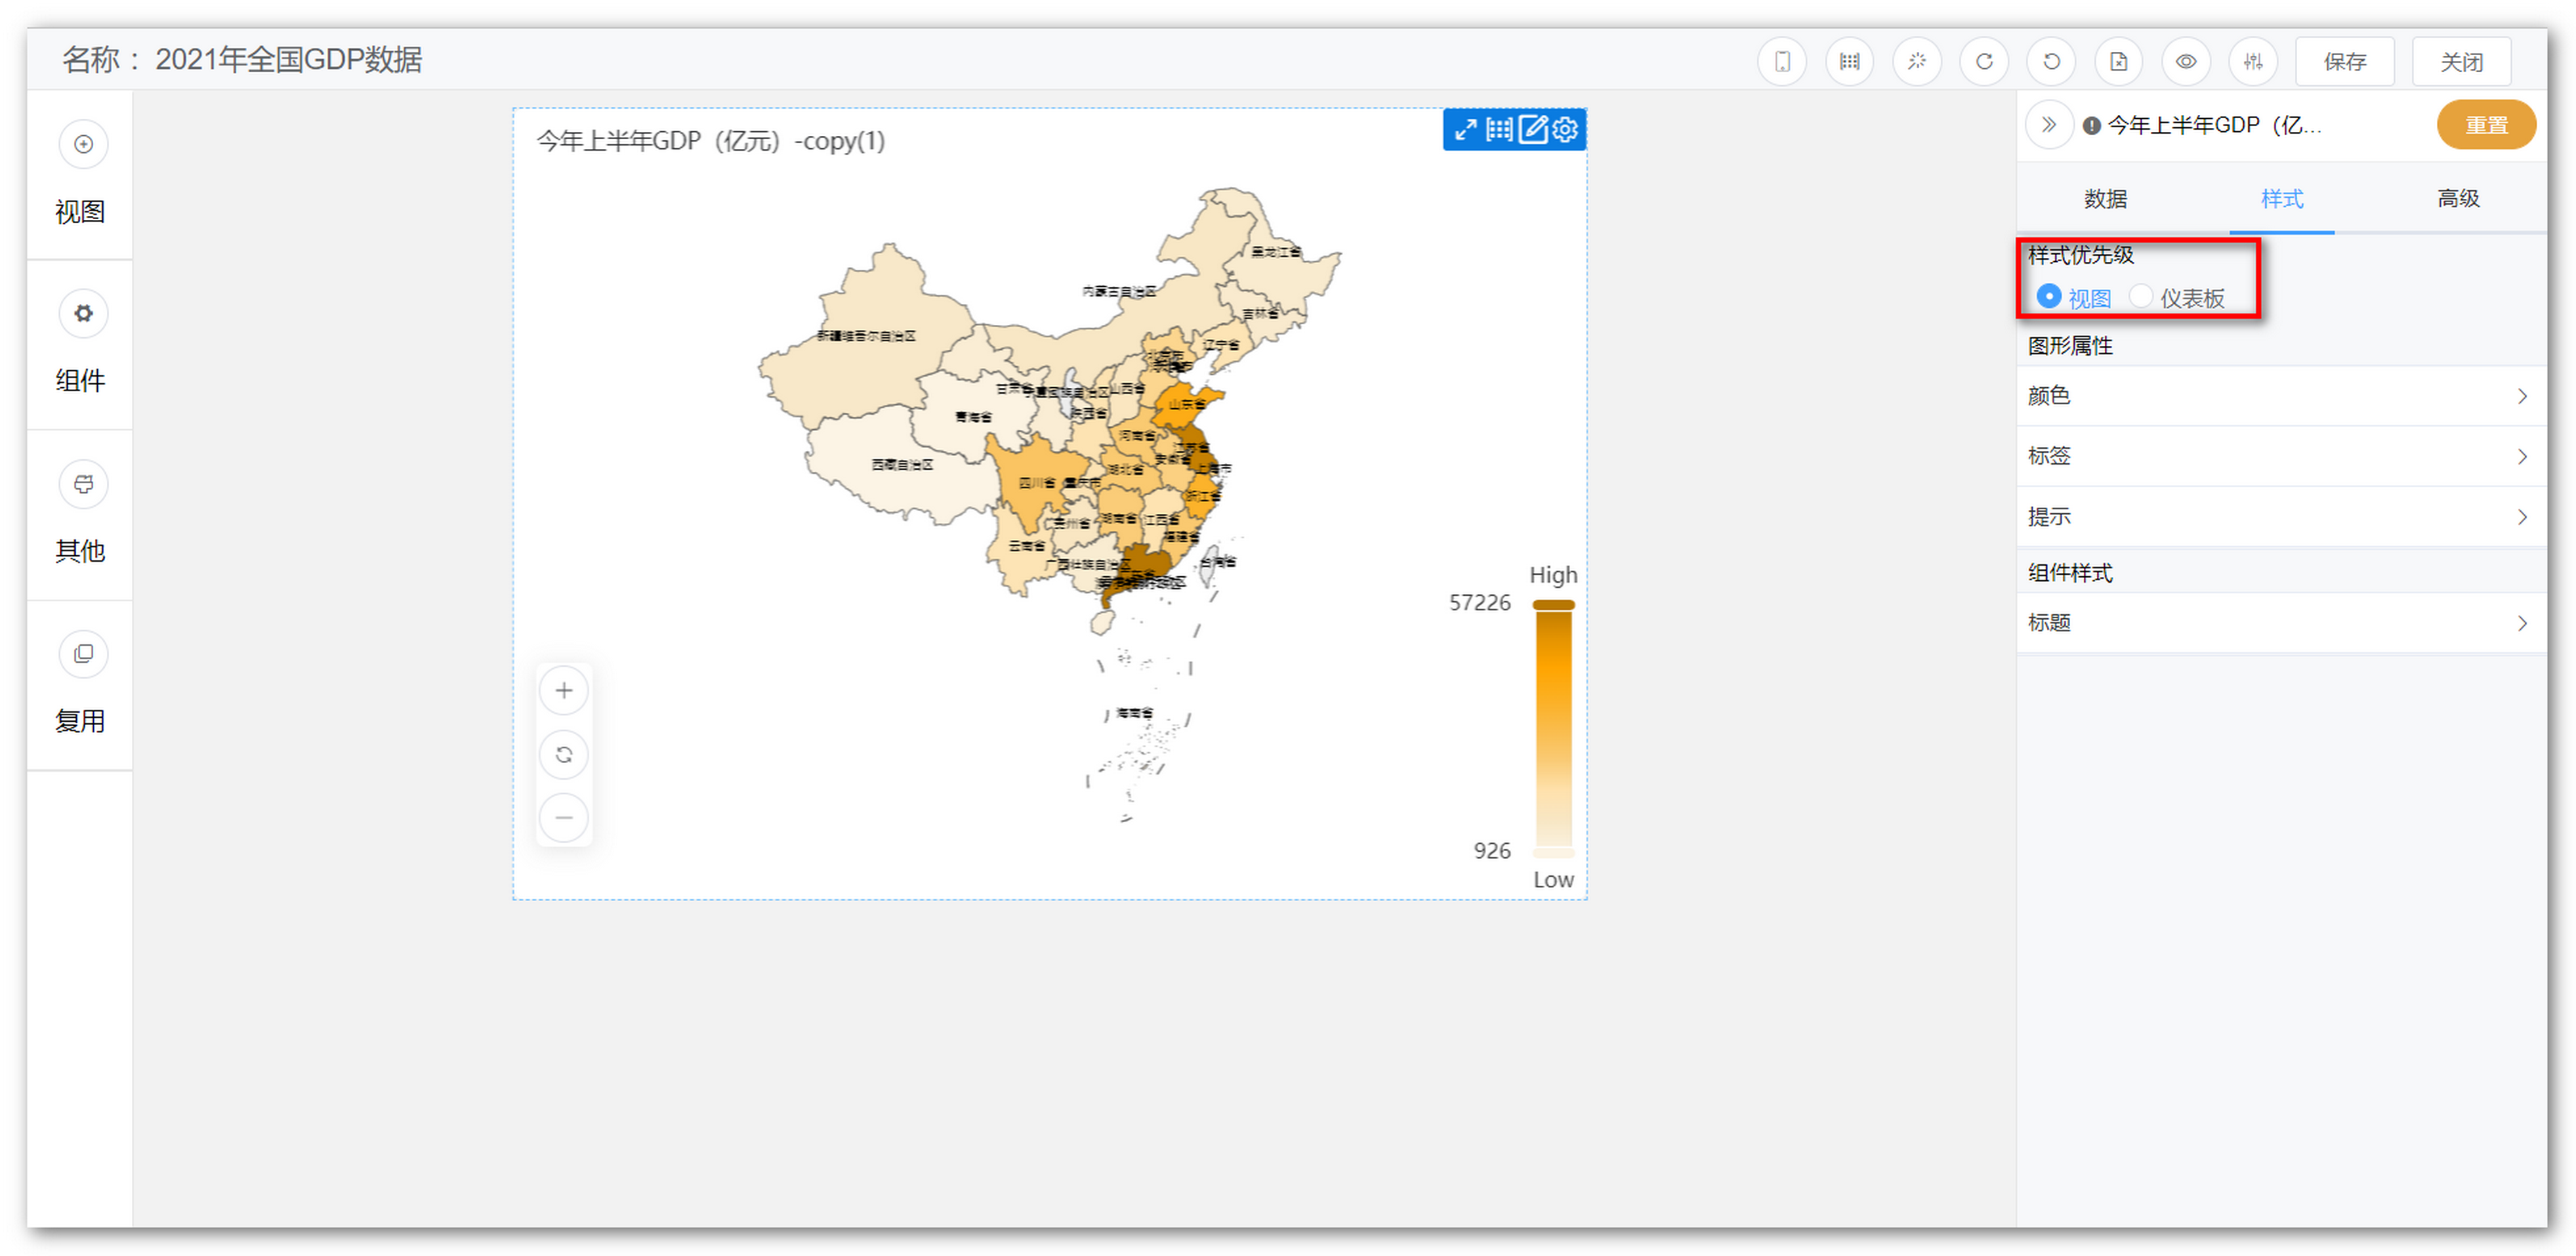 名称： 2021年全国GDP数据
保存
关闭
视图
组件
其他
复用
今年上半年GDP（亿元）-copy(1)
黑龙江省
内蒙古自治区
吉林省
新疆维吾尔自治区
辽宁省
北京市
山西省
山东省
青海省
陕西省
河南省
江苏省
安徽省
西藏自治区
湖北省
上海市
四川省
重庆市
浙江省
贵州省
湖南省
江西省
福建省
云南省
广西壮族自治区
台湾省
海南省
High
57226
926
Low
今年上半年GDP（亿...
重置
数据
样式
高级
样式优先级
视图
仪表板
图形属性
颜色
标签
提示
组件样式
标题